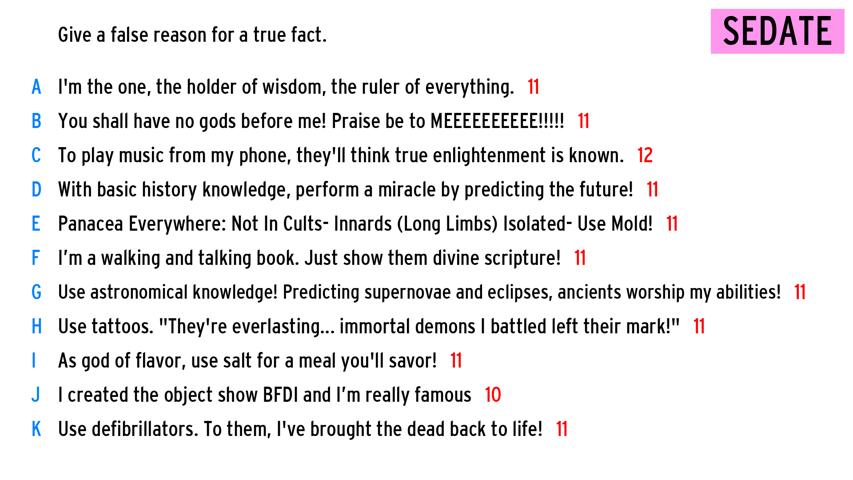 Give a false reason for a true fact.
SEDATE
A I'm the one, the holder of wisdom, the ruler of everything. 11
B You shall have no gods before me! Praise be to MEEEEEEEEEE!!!!! 11
C To play music from my phone, they'll think true enlightenment is known. 12
D With basic history knowledge, perform a miracle by predicting the future! 11
E Panacea Everywhere: Not In Cults- Innards (Long Limbs) Isolated- Use Mold! 11
F I’m a walking and talking book. Just show them divine scripture! 11
G Use astronomical knowledge! Predicting supernovae and eclipses, ancients worship my abilities! 11
H Use tattoos. "They're everlasting... immortal demons I battled left their mark!" 11
I As god of flavor, use salt for a meal you'll savor! 11
J I created the object show BFDI and I’m really famous 10
K Use defibrillators. To them, I've brought the dead back to life! 11